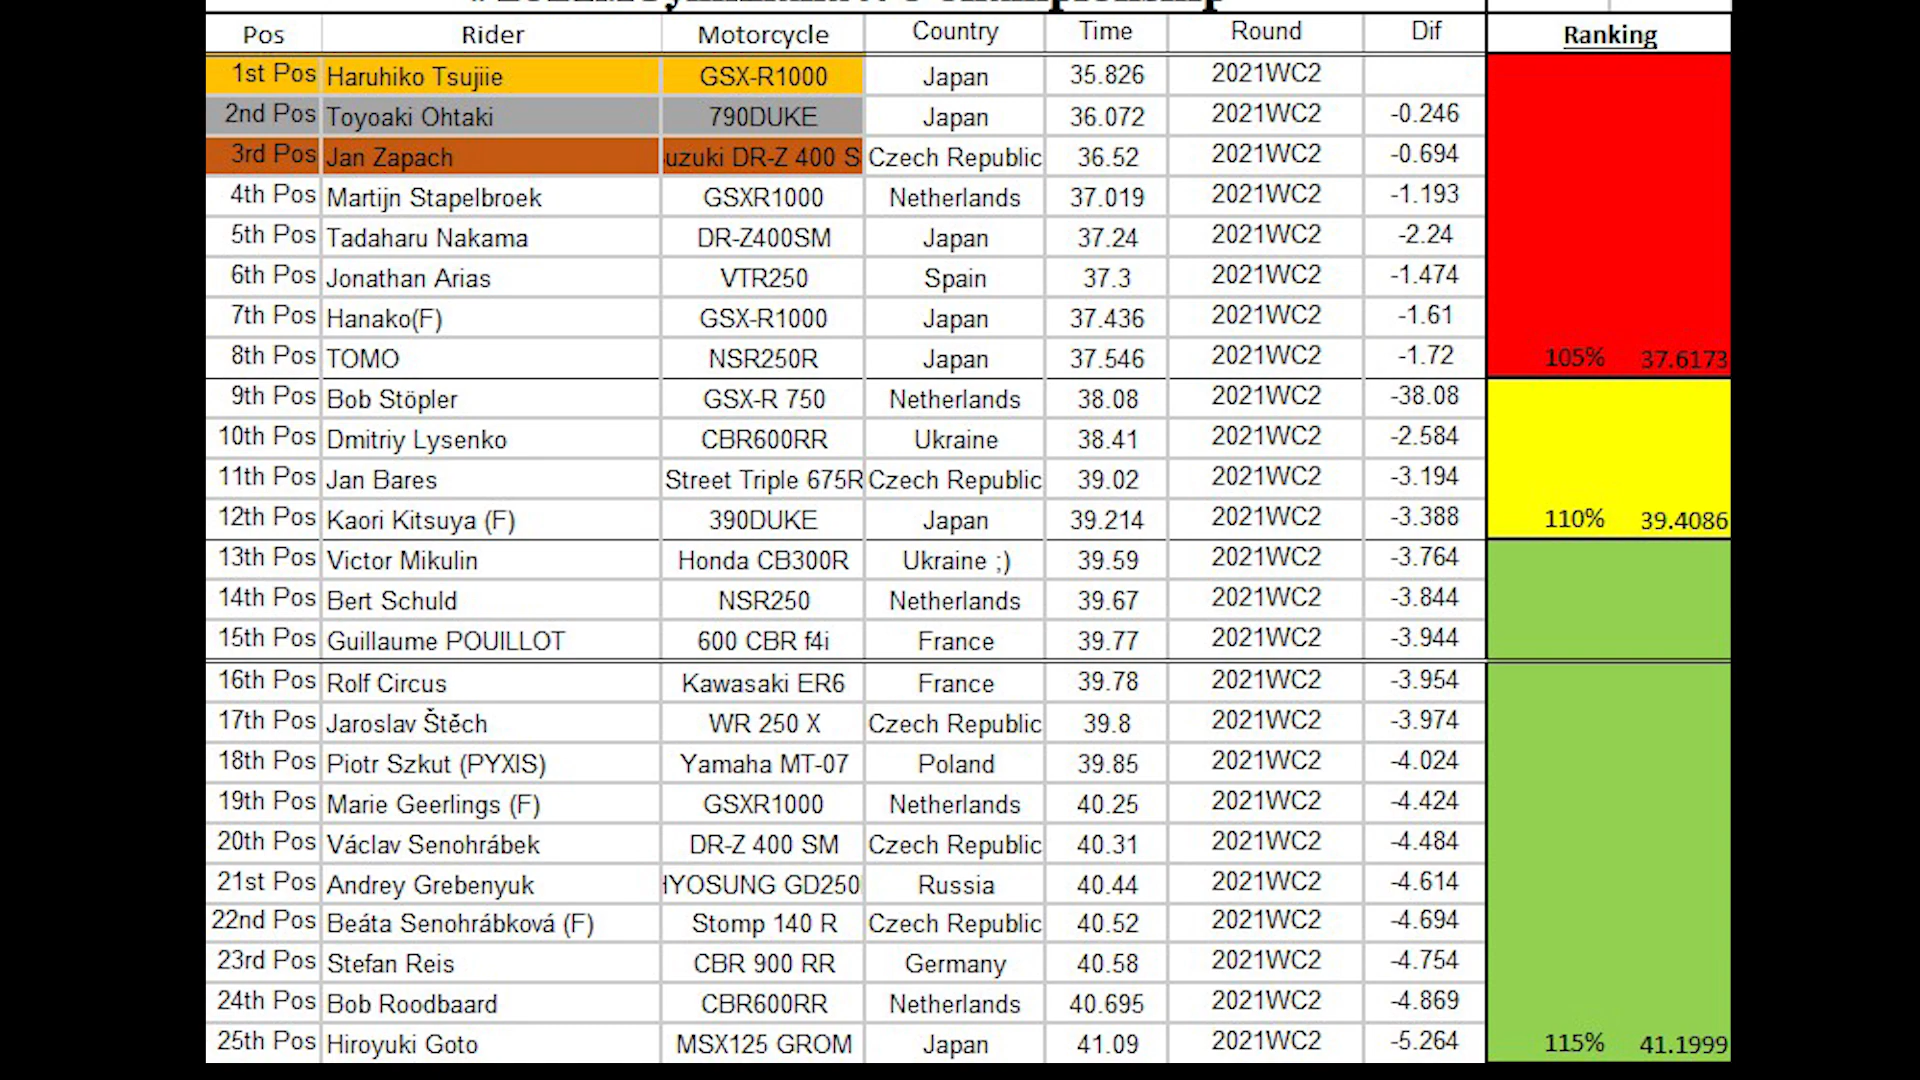 Pos Rider Motorcycle Country Time Round Dif Ranking
1st Pos Haruhiko Tsujiie GSX-R1000 Japan 35.826 2021WC2
2nd Pos Toyoaki Ohtaki 790DUKE Japan 36.072 2021WC2 -0.246
3rd Pos Jan Zapach uzuki DR-Z 400 S Czech Republic 36.52 2021WC2 -0.694
4th Pos Martijn Stapelbroek GSXR1000 Netherlands 37.019 2021WC2 -1.193
5th Pos Tadaharu Nakama DR-Z400SM Japan 37.24 2021WC2 -2.24
6th Pos Jonathan Arias VTR250 Spain 37.3 2021WC2 -1.474
7th Pos Hanako(F) GSX-R1000 Japan 37.436 2021WC2 -1.61
8th Pos TOMO NSR250R Japan 37.546 2021WC2 -1.72 105% 37.6173
9th Pos Bob Stöpler GSX-R 750 Netherlands 38.08 2021WC2 -38.08
10th Pos Dmitriy Lysenko CBR600RR Ukraine 38.41 2021WC2 -2.584
11th Pos Jan Bares Street Triple 675R Czech Republic 39.02 2021WC2 -3.194
12th Pos Kaori Kitsuya (F) 390DUKE Japan 39.214 2021WC2 -3.388 110% 39.4086
13th Pos Victor Mikulin Honda CB300R Ukraine ;) 39.59 2021WC2 -3.764
14th Pos Bert Schuld NSR250 Netherlands 39.67 2021WC2 -3.844
15th Pos Guillaume POUILLOT 600 CBR f4i France 39.77 2021WC2 -3.944
16th Pos Rolf Circus Kawasaki ER6 France 39.78 2021WC2 -3.954
17th Pos Jaroslav Štěch WR 250 X Czech Republic 39.8 2021WC2 -3.974
18th Pos Piotr Szkut (PYXIS) Yamaha MT-07 Poland 39.85 2021WC2 -4.024
19th Pos Marie Geerlings (F) GSXR1000 Netherlands 40.25 2021WC2 -4.424
20th Pos Václav Senohrábek DR-Z 400 SM Czech Republic 40.31 2021WC2 -4.484
21st Pos Andrey Grebenyuk HYOSUNG GD250 Russia 40.44 2021WC2 -4.614
22nd Pos Beáta Senohrábková (F) Stomp 140 R Czech Republic 40.52 2021WC2 -4.694
23rd Pos Stefan Reis CBR 900 RR Germany 40.58 2021WC2 -4.754
24th Pos Bob Roodbaard CBR600RR Netherlands 40.695 2021WC2 -4.869
25th Pos Hiroyuki Goto MSX125 GROM Japan 41.09 2021WC2 -5.264 115% 41.1999